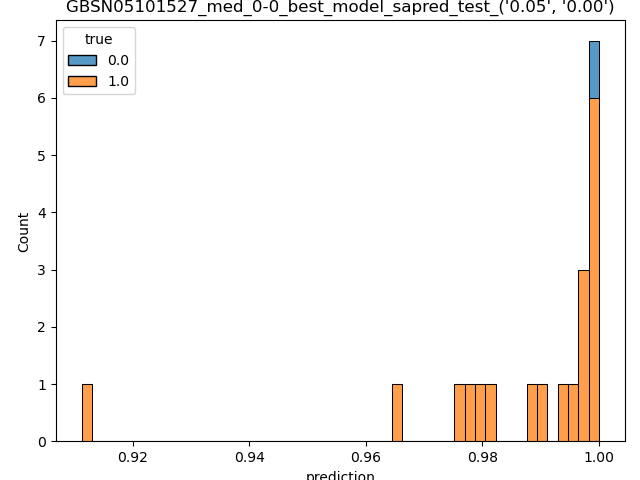 GBSN05101527_med_0-0_best_model_sapred_test_('0.05', '0.00')
true
0.0
1.0
7
6
5
4
3
2
1
0
Count
0.92 0.94 0.96 0.98 1.00
prediction